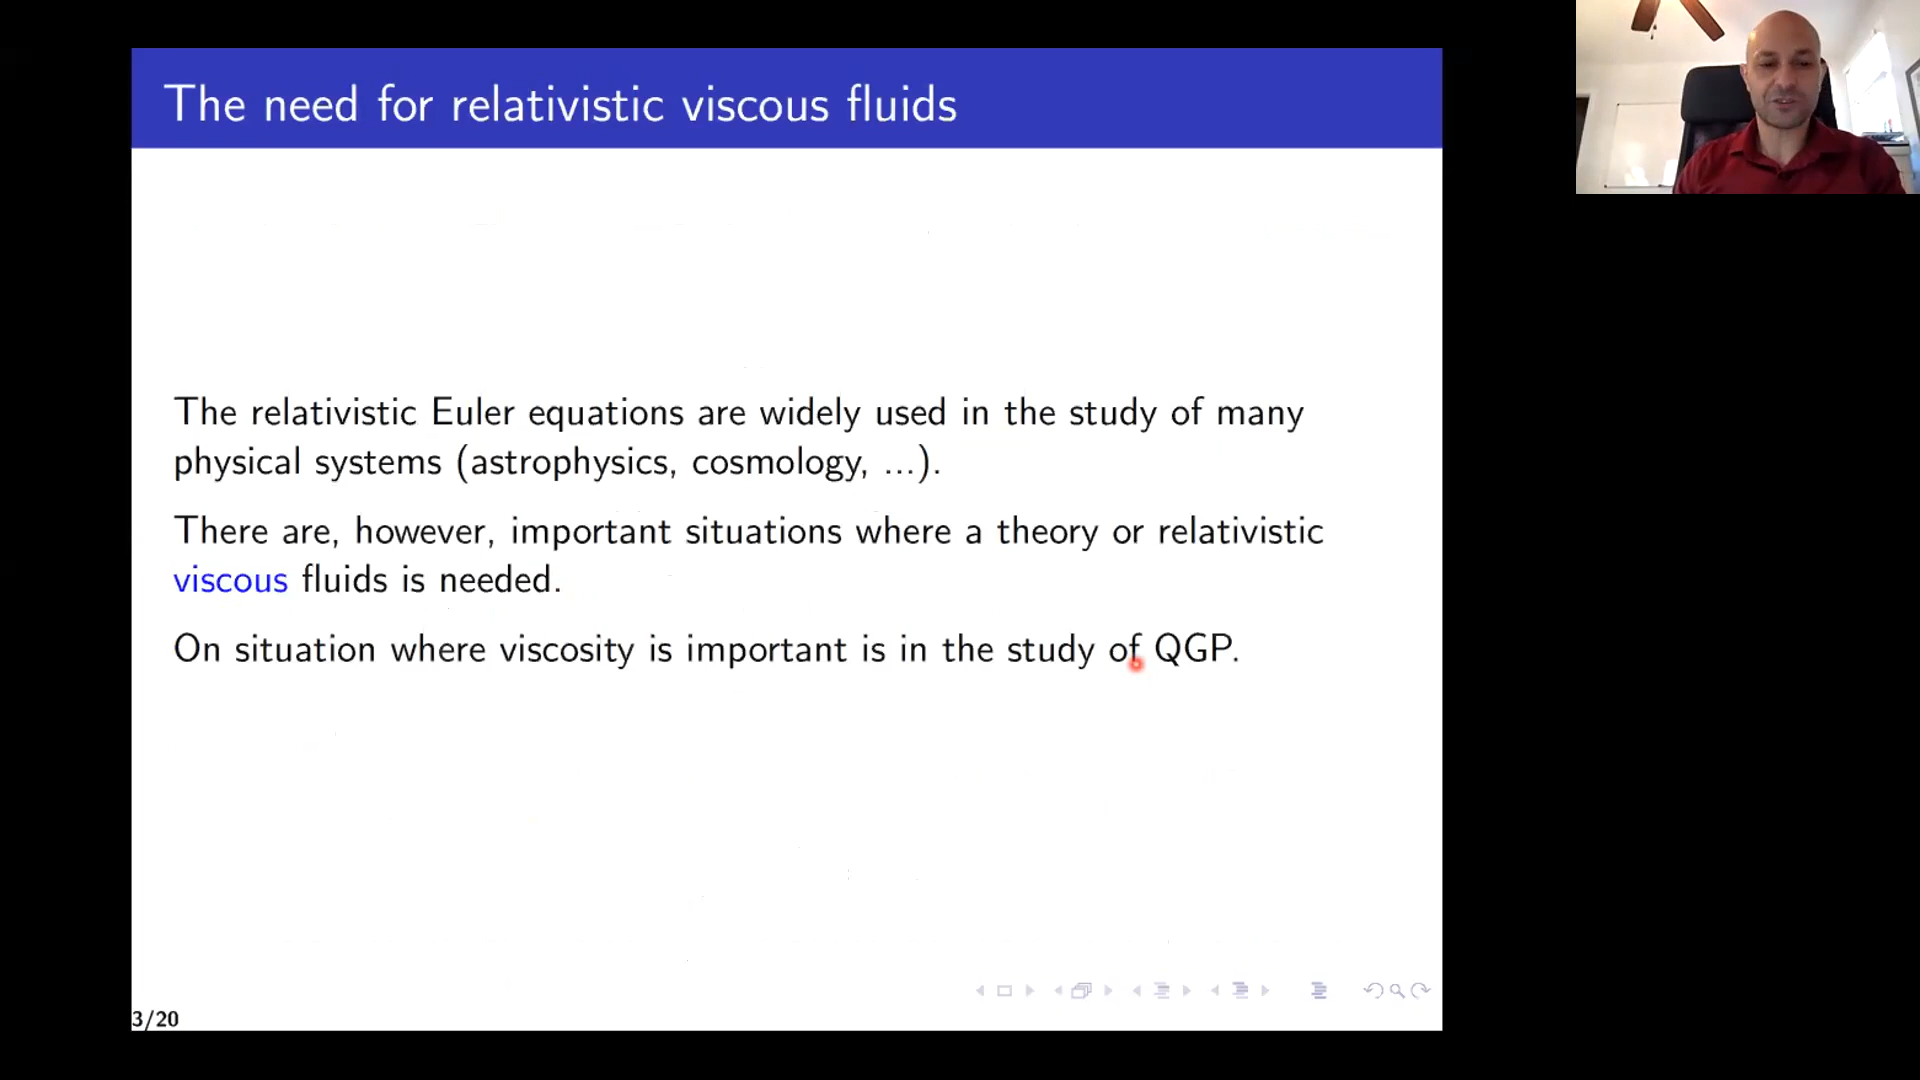 The need for relativistic viscous fluids
The relativistic Euler equations are widely used in the study of many
physical systems (astrophysics, cosmology, ...).
There are, however, important situations where a theory or relativistic
viscous fluids is needed.
On situation where viscosity is important is in the study of QGP.
3/20